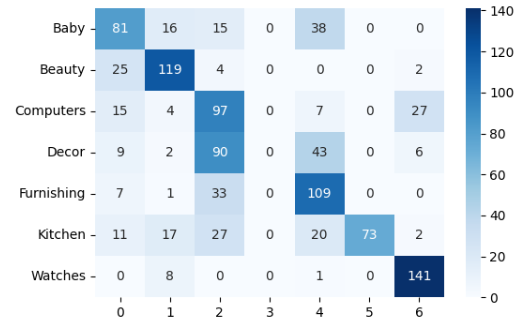 Baby 81 16 15 0 38 0 0
Beauty 25 119 4 0 0 0 2
Computers 15 4 97 0 7 0 27
Decor 9 2 90 0 43 0 6
Furnishing 7 1 33 0 109 0 0
Kitchen 11 17 27 0 20 73 2
Watches 0 8 0 0 1 0 141
0 1 2 3 4 5 6
140
120
100
80
60
40
20
0